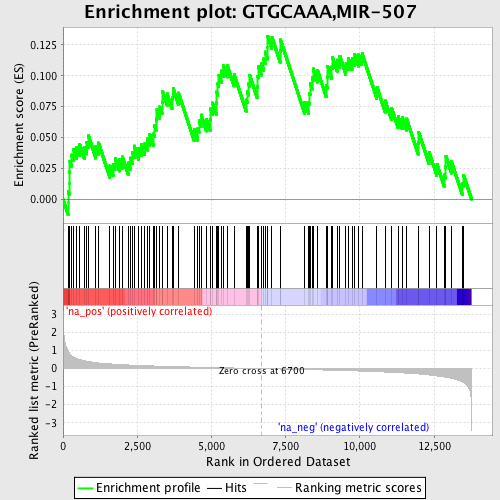 Enrichment plot: GTGCAAA,MIR-507
Enrichment score (ES)
0.125
0.100
0.075
0.050
0.025
0.000
'na_pos' (positively correlated)
Ranked list metric (PreRanked)
3
2
1
0
-1
-2
-3
Zero cross at 6700
'na_neg' (negatively correlated)
0
2,500
5,000
7,500
10,000
12,500
Rank in Ordered Dataset
Enrichment profile
Hits
Ranking metric scores